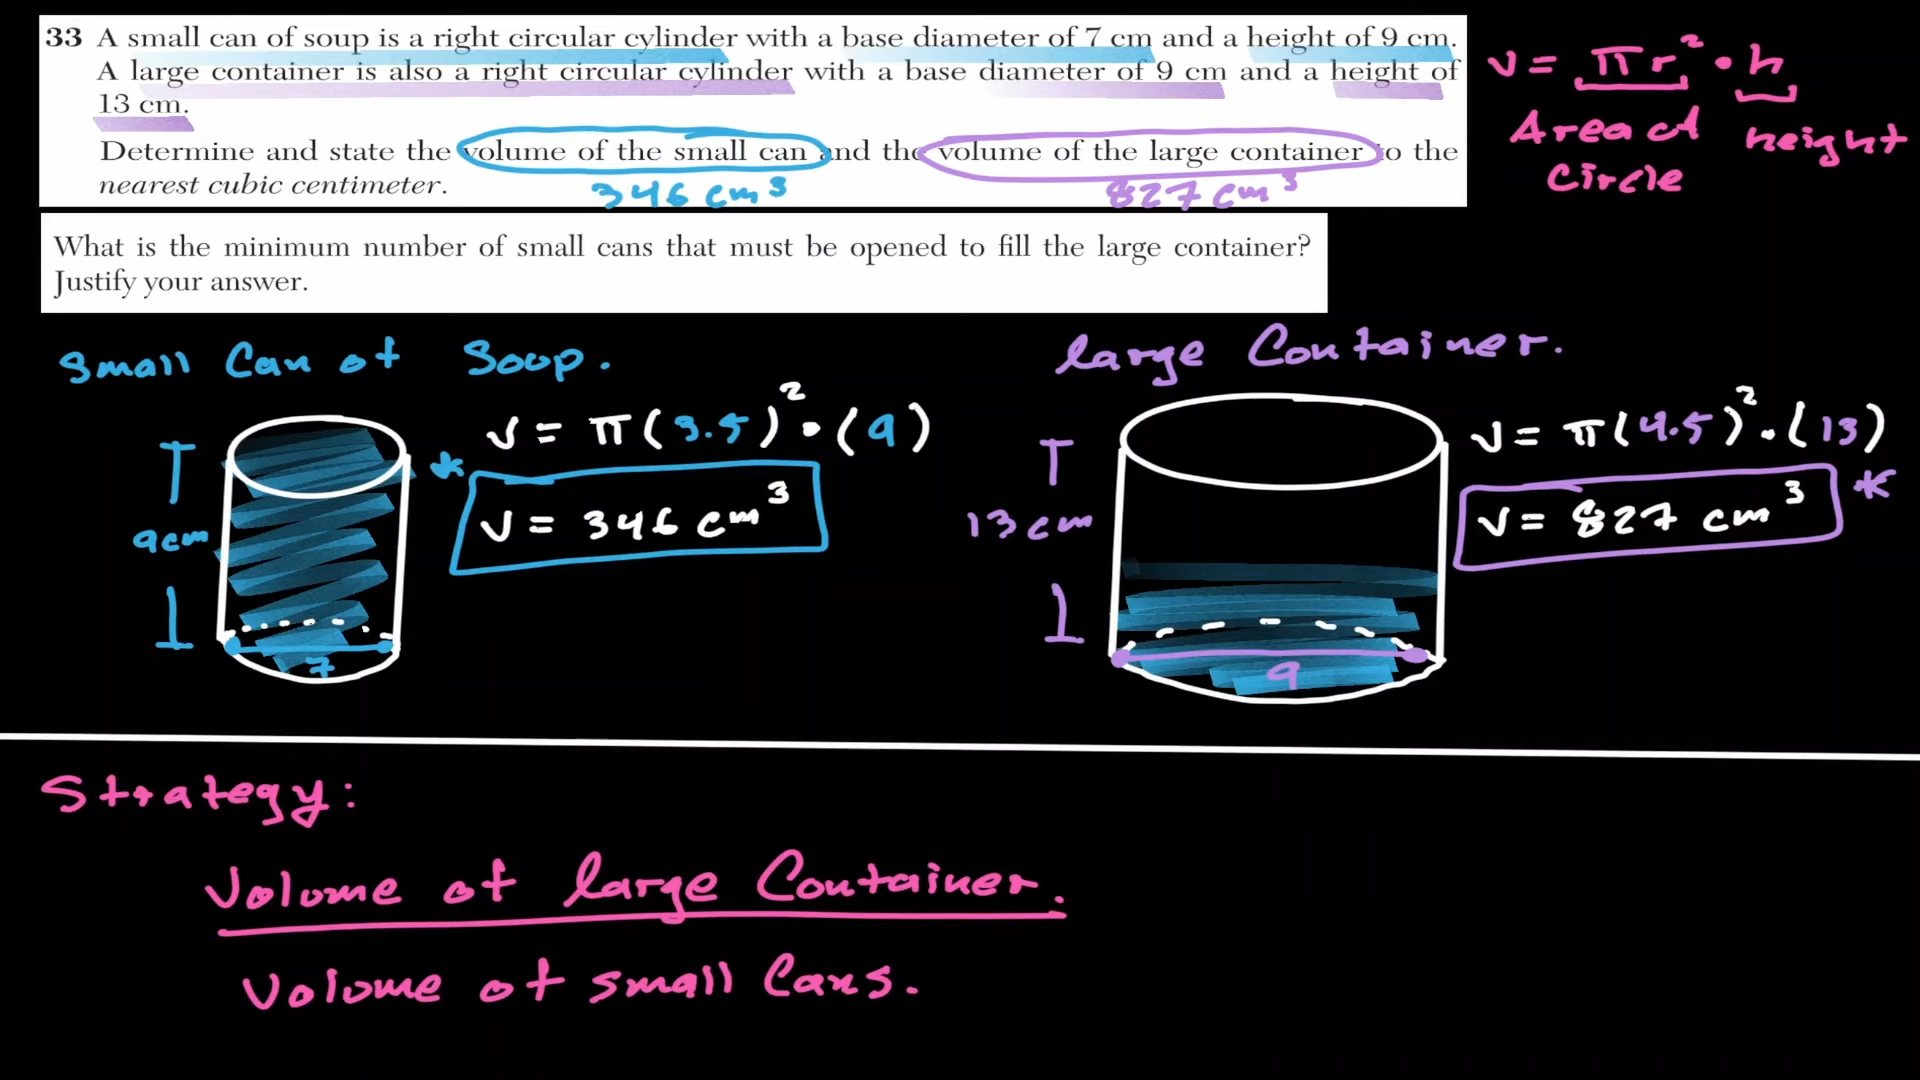 33 A small can of soup is a right circular cylinder with a base diameter of 7 cm and a height of 9 cm.
A large container is also a right circular cylinder with a base diameter of 9 cm and a height of
13 cm.
Determine and state the volume of the small can and the volume of the large container to the
nearest cubic centimeter.
346 cm³
827 cm³
V = πr² • h
Area of
Circle
height
What is the minimum number of small cans that must be opened to fill the large container?
Justify your answer.
Small Can of Soup.
9cm
7
V = π(3.5)² • (9)
* V = 346 cm³
large Container.
13cm
9
V = π(4.5)² • (13)
V = 827 cm³ *
Strategy:
Volume of large Container.
Volume of small Cans.